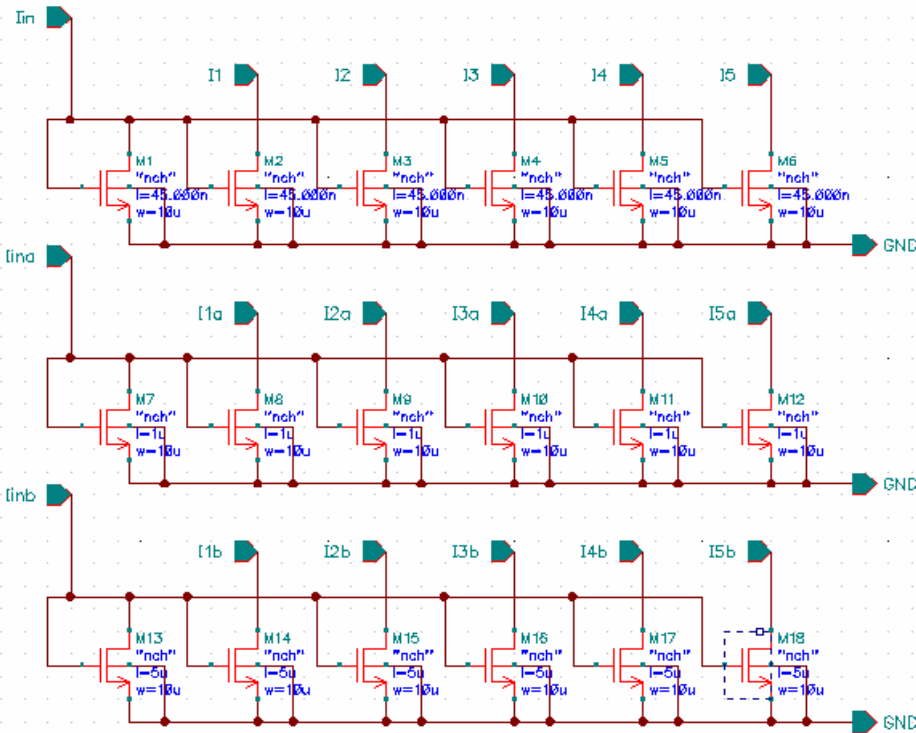 Iin
I1 I2 I3 I4 I5
M1 M2 M3 M4 M5 M6
"nch" "nch" "nch" "nch" "nch" "nch"
l=45.000n l=45.000n l=45.000n l=45.000n l=45.000n l=45.000n
w=10u w=10u w=10u w=10u w=10u w=10u
GND
Iina
I1a I2a I3a I4a I5a
M7 M8 M9 M10 M11 M12
"nch" "nch" "nch" "nch" "nch" "nch"
l=1u l=1u l=1u l=1u l=1u l=1u
w=10u w=10u w=10u w=10u w=10u w=10u
GND
Iinb
I1b I2b I3b I4b I5b
M13 M14 M15 M16 M17 M18
"nch" "nch" "nch" "nch" "nch" "nch"
l=5u l=5u l=5u l=5u l=5u l=5u
w=10u w=10u w=10u w=10u w=10u w=10u
GND